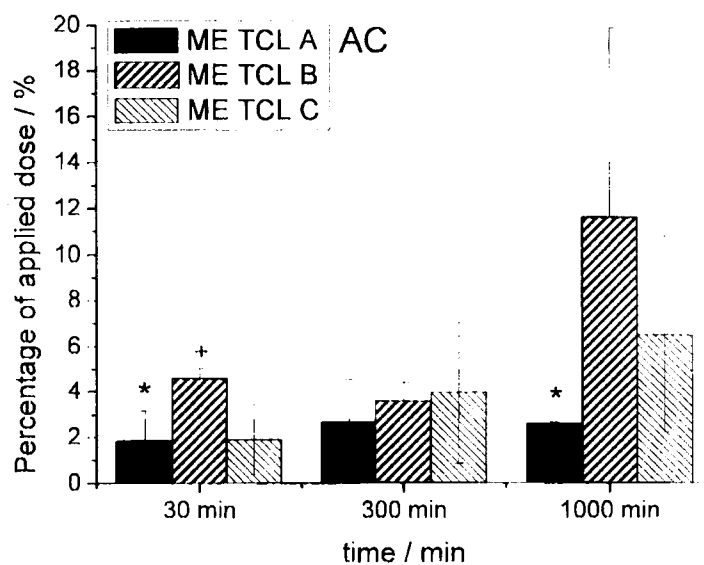 Percentage of applied dose / %
20
18
16
14
12
10
8
6
4
2
0
ME TCL A
ME TCL B
ME TCL C
AC
*
+
*
30 min
300 min
1000 min
time / min